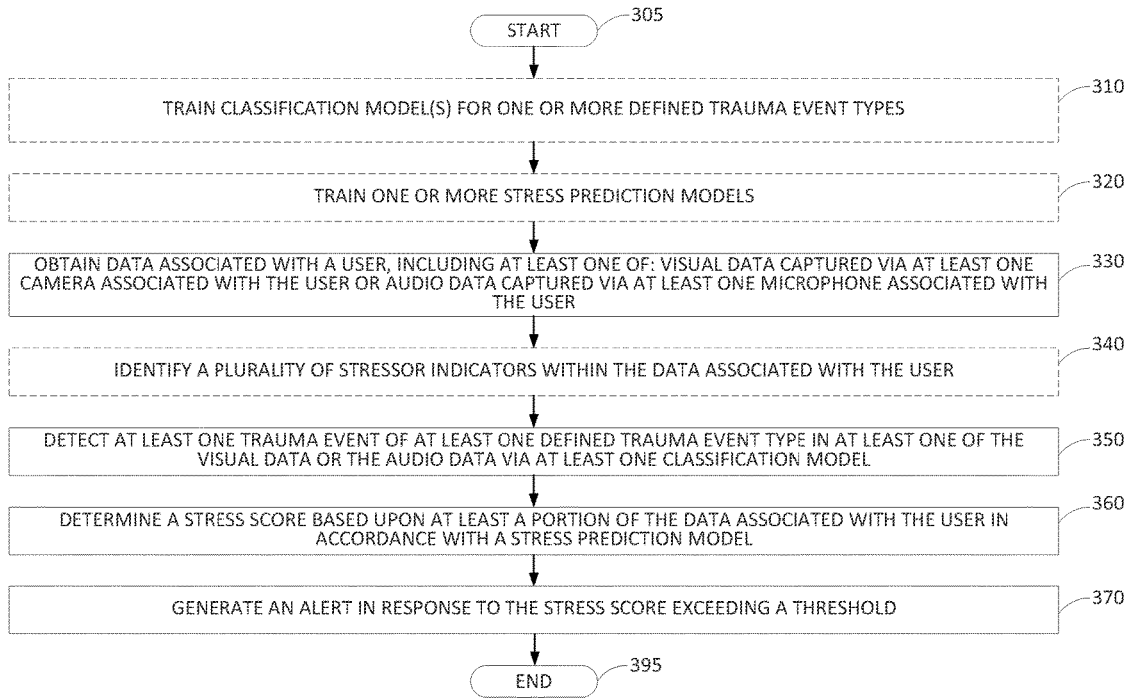 START
305
TRAIN CLASSIFICATION MODEL(S) FOR ONE OR MORE DEFINED TRAUMA EVENT TYPES
310
TRAIN ONE OR MORE STRESS PREDICTION MODELS
320
OBTAIN DATA ASSOCIATED WITH A USER, INCLUDING AT LEAST ONE OF: VISUAL DATA CAPTURED VIA AT LEAST ONE
CAMERA ASSOCIATED WITH THE USER OR AUDIO DATA CAPTURED VIA AT LEAST ONE MICROPHONE ASSOCIATED WITH
THE USER
330
IDENTIFY A PLURALITY OF STRESSOR INDICATORS WITHIN THE DATA ASSOCIATED WITH THE USER
340
DETECT AT LEAST ONE TRAUMA EVENT OF AT LEAST ONE DEFINED TRAUMA EVENT TYPE IN AT LEAST ONE OF THE
VISUAL DATA OR THE AUDIO DATA VIA AT LEAST ONE CLASSIFICATION MODEL
350
DETERMINE A STRESS SCORE BASED UPON AT LEAST A PORTION OF THE DATA ASSOCIATED WITH THE USER IN
ACCORDANCE WITH A STRESS PREDICTION MODEL
360
GENERATE AN ALERT IN RESPONSE TO THE STRESS SCORE EXCEEDING A THRESHOLD
370
END
395